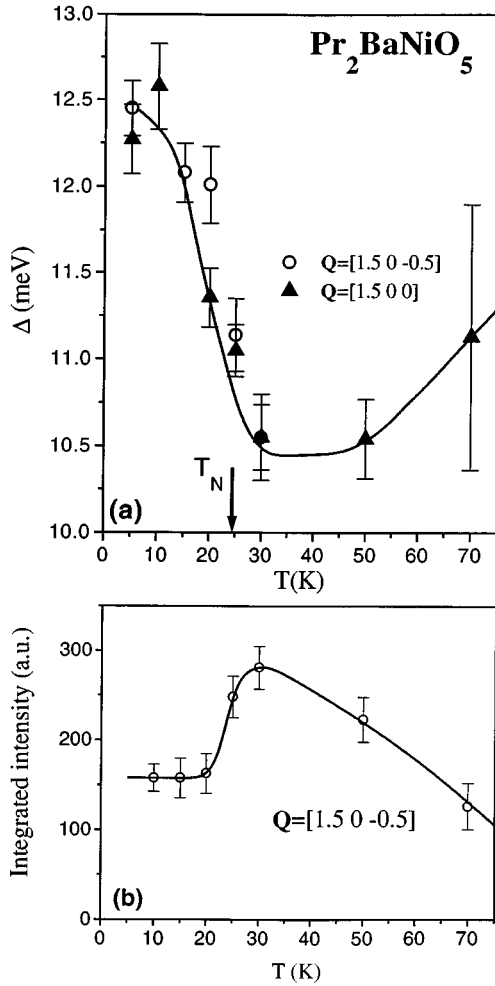 Pr2BaNiO5
13.0
12.5
12.0
11.5
11.0
10.5
10.0
Δ (meV)
Q=[1.5 0 -0.5]
Q=[1.5 0 0]
TN
(a)
0 10 20 30 40 50 60 70
T(K)
300
200
100
0
Integrated intensity (a.u.)
Q=[1.5 0 -0.5]
(b)
0 10 20 30 40 50 60 70
T (K)